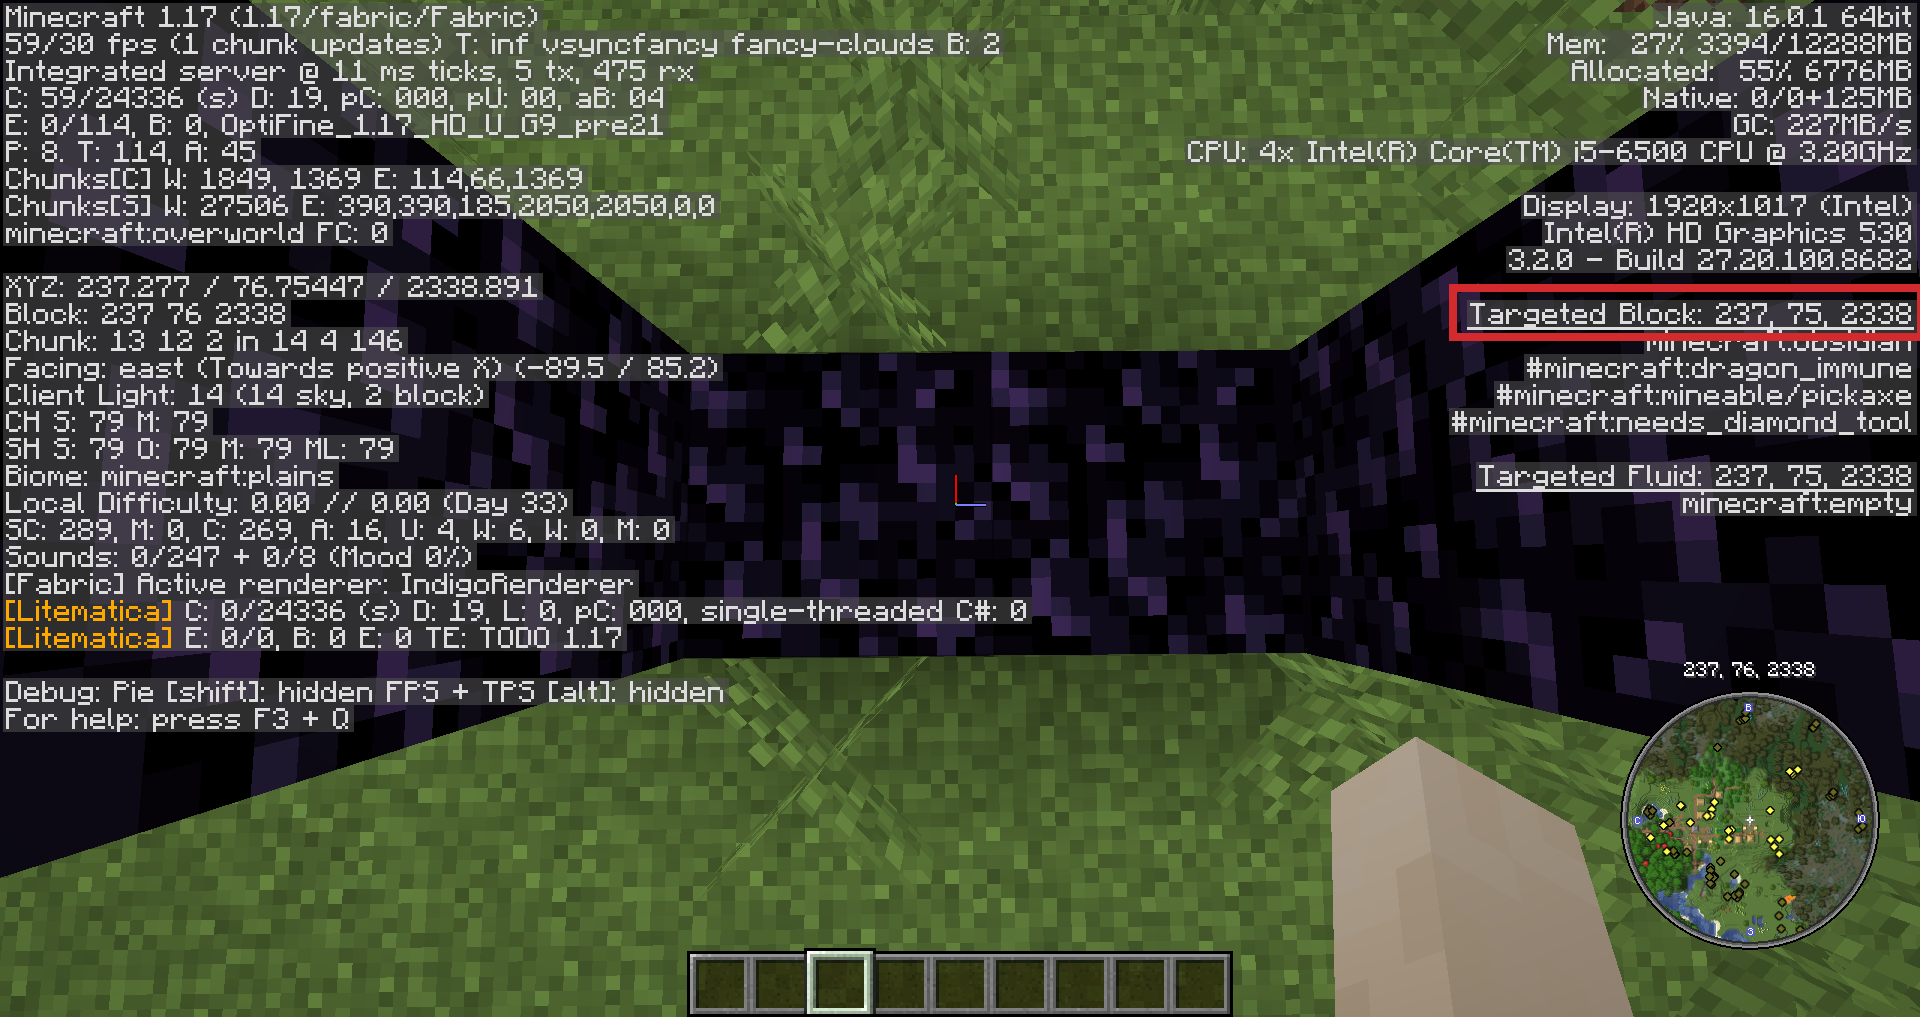 Minecraft 1.17 (1.17/fabric/Fabric)
59/30 fps (1 chunk updates) T: inf vsyncfancy fancy-clouds B: 2
Integrated server @ 11 ms ticks, 5 tx, 475 rx
C: 59/24336 (s) D: 19, pC: 000, pU: 00, aB: 04
E: 0/114, B: 0, OptiFine_1.17_HD_U_G9_pre21
P: 8. T: 114, A: 45
Chunks[C] W: 1849, 1369 E: 114,66,1369
Chunks[S] W: 27506 E: 390,390,185,2050,2050,0,0
minecraft:overworld FC: 0
XYZ: 237.277 / 76.75447 / 2338.891
Block: 237 76 2338
Chunk: 13 12 2 in 14 4 146
Facing: east (Towards positive X) (-89.5 / 85.2)
Client Light: 14 (14 sky, 2 block)
CH S: 79 M: 79
SH S: 79 O: 79 M: 79 ML: 79
Biome: minecraft:plains
Local Difficulty: 0.00 // 0.00 (Day 33)
SC: 289, M: 0, C: 269, A: 16, U: 4, W: 6, W: 0, M: 0
Sounds: 0/247 + 0/8 (Mood 0%)
[Fabric] Active renderer: IndigoRenderer
[Litematica] C: 0/24336 (s) D: 19, L: 0, pC: 000, single-threaded C#: 0
[Litematica] E: 0/0, B: 0 E: 0 TE: TODO 1.17
Debug: Pie [shift]: hidden FPS + TPS [alt]: hidden
For help: press F3 + Q
Java: 16.0.1 64bit
Mem: 27% 3394/12288MB
Allocated: 55% 6776MB
Native: 0/0+125MB
GC: 227MB/s
CPU: 4x Intel(R) Core(TM) i5-6500 CPU @ 3.20GHz
Display: 1920x1017 (Intel)
Intel(R) HD Graphics 530
3.2.0 - Build 27.20.100.8682
Targeted Block: 237, 75, 2338
minecraft:obsidian
#minecraft:dragon_immune
#minecraft:mineable/pickaxe
#minecraft:needs_diamond_tool
Targeted Fluid: 237, 75, 2338
minecraft:empty
237, 76, 2338
В
С
Ю
З